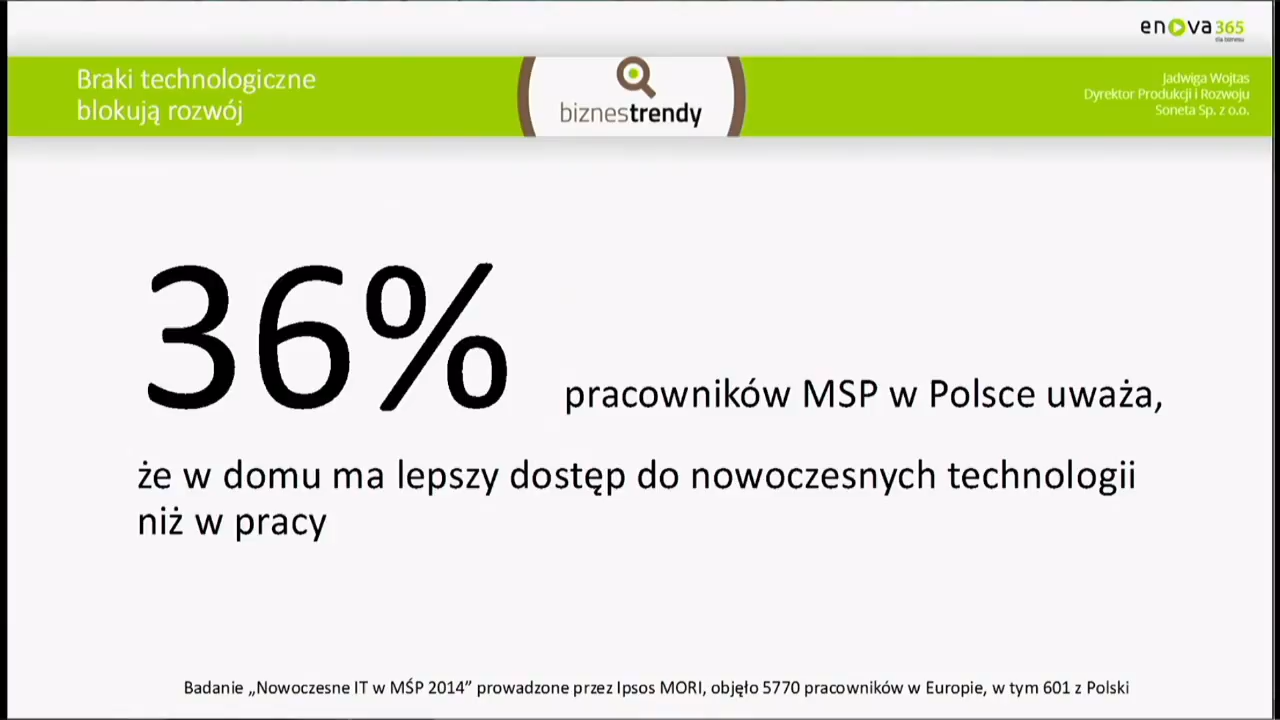 enova365
Braki technologiczne
blokują rozwój
biznestrendy
Jadwiga Wojtas
Dyrektor Produkcji i Rozwoju
Soneta Sp. z o.o.
36% pracowników MSP w Polsce uważa,
że w domu ma lepszy dostęp do nowoczesnych technologii
niż w pracy
Badanie „Nowoczesne IT w MŚP 2014” prowadzone przez Ipsos MORI, objęło 5770 pracowników w Europie, w tym 601 z Polski